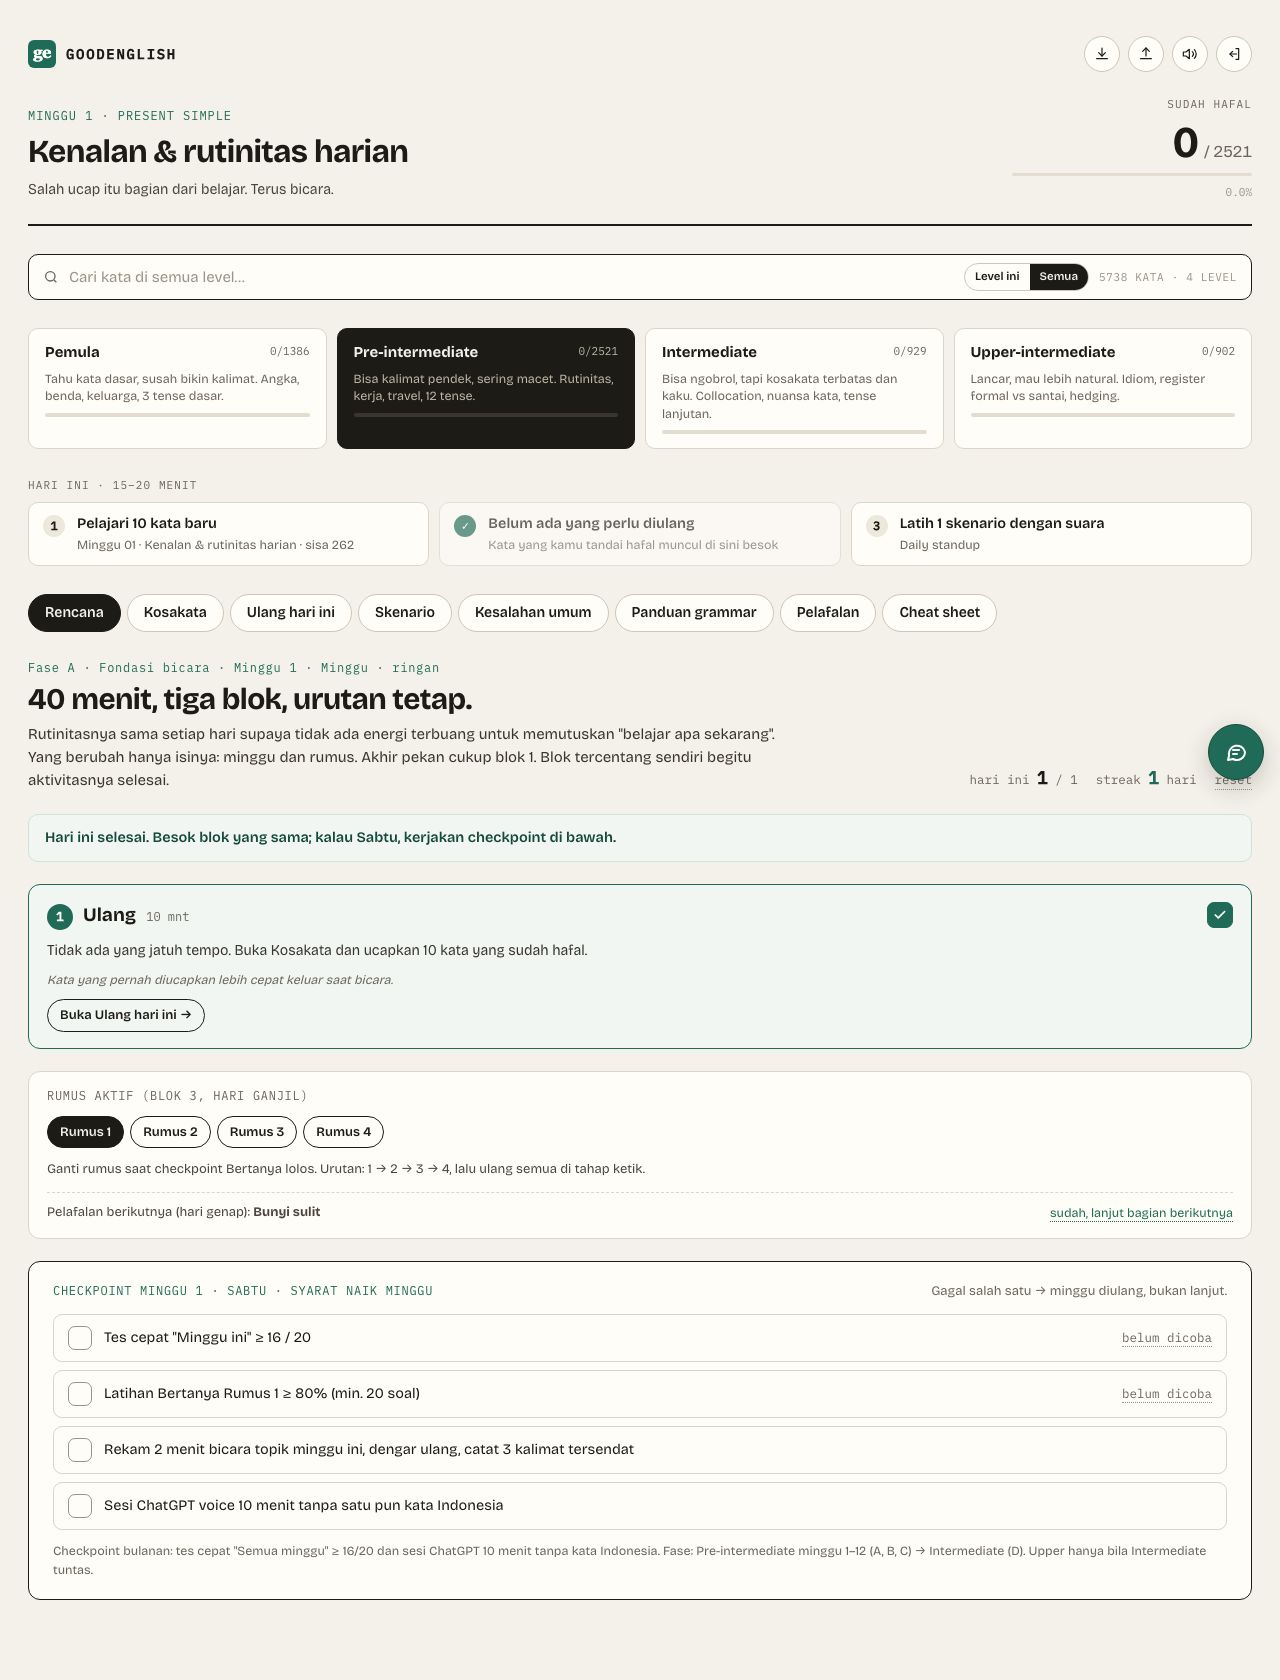 ge GOODENGLISH
MINGGU 1 · PRESENT SIMPLE
Kenalan & rutinitas harian
Salah ucap itu bagian dari belajar. Terus bicara.
SUDAH HAFAL
0 / 2521
0.0%
Cari kata di semua level...
Level ini
Semua
5738 KATA · 4 LEVEL
Pemula
0/1386
Tahu kata dasar, susah bikin kalimat. Angka,
benda, keluarga, 3 tense dasar.
Pre-intermediate
0/2521
Bisa kalimat pendek, sering macet. Rutinitas,
kerja, travel, 12 tense.
Intermediate
0/929
Bisa ngobrol, tapi kosakata terbatas dan
kaku. Collocation, nuansa kata, tense
lanjutan.
Upper-intermediate
0/902
Lancar, mau lebih natural. Idiom, register
formal vs santai, hedging.
HARI INI · 15–20 MENIT
1
Pelajari 10 kata baru
Minggu 01 · Kenalan & rutinitas harian · sisa 262
✓
Belum ada yang perlu diulang
Kata yang kamu tandai hafal muncul di sini besok
3
Latih 1 skenario dengan suara
Daily standup
Rencana
Kosakata
Ulang hari ini
Skenario
Kesalahan umum
Panduan grammar
Pelafalan
Cheat sheet
Fase A · Fondasi bicara · Minggu 1 · Minggu · ringan
40 menit, tiga blok, urutan tetap.
Rutinitasnya sama setiap hari supaya tidak ada energi terbuang untuk memutuskan "belajar apa sekarang".
Yang berubah hanya isinya: minggu dan rumus. Akhir pekan cukup blok 1. Blok tercentang sendiri begitu
aktivitasnya selesai.
hari ini 1 / 1 streak 1 hari reset
Hari ini selesai. Besok blok yang sama; kalau Sabtu, kerjakan checkpoint di bawah.
1 Ulang 10 mnt
Tidak ada yang jatuh tempo. Buka Kosakata dan ucapkan 10 kata yang sudah hafal.
Kata yang pernah diucapkan lebih cepat keluar saat bicara.
Buka Ulang hari ini →
RUMUS AKTIF (BLOK 3, HARI GANJIL)
Rumus 1
Rumus 2
Rumus 3
Rumus 4
Ganti rumus saat checkpoint Bertanya lolos. Urutan: 1 → 2 → 3 → 4, lalu ulang semua di tahap ketik.
Pelafalan berikutnya (hari genap): Bunyi sulit
sudah, lanjut bagian berikutnya
CHECKPOINT MINGGU 1 · SABTU · SYARAT NAIK MINGGU
Gagal salah satu → minggu diulang, bukan lanjut.
Tes cepat "Minggu ini" ≥ 16 / 20
belum dicoba
Latihan Bertanya Rumus 1 ≥ 80% (min. 20 soal)
belum dicoba
Rekam 2 menit bicara topik minggu ini, dengar ulang, catat 3 kalimat tersendat
Sesi ChatGPT voice 10 menit tanpa satu pun kata Indonesia
Checkpoint bulanan: tes cepat "Semua minggu" ≥ 16/20 dan sesi ChatGPT 10 menit tanpa kata Indonesia. Fase: Pre-intermediate minggu 1–12 (A, B, C) → Intermediate (D). Upper hanya bila Intermediate
tuntas.